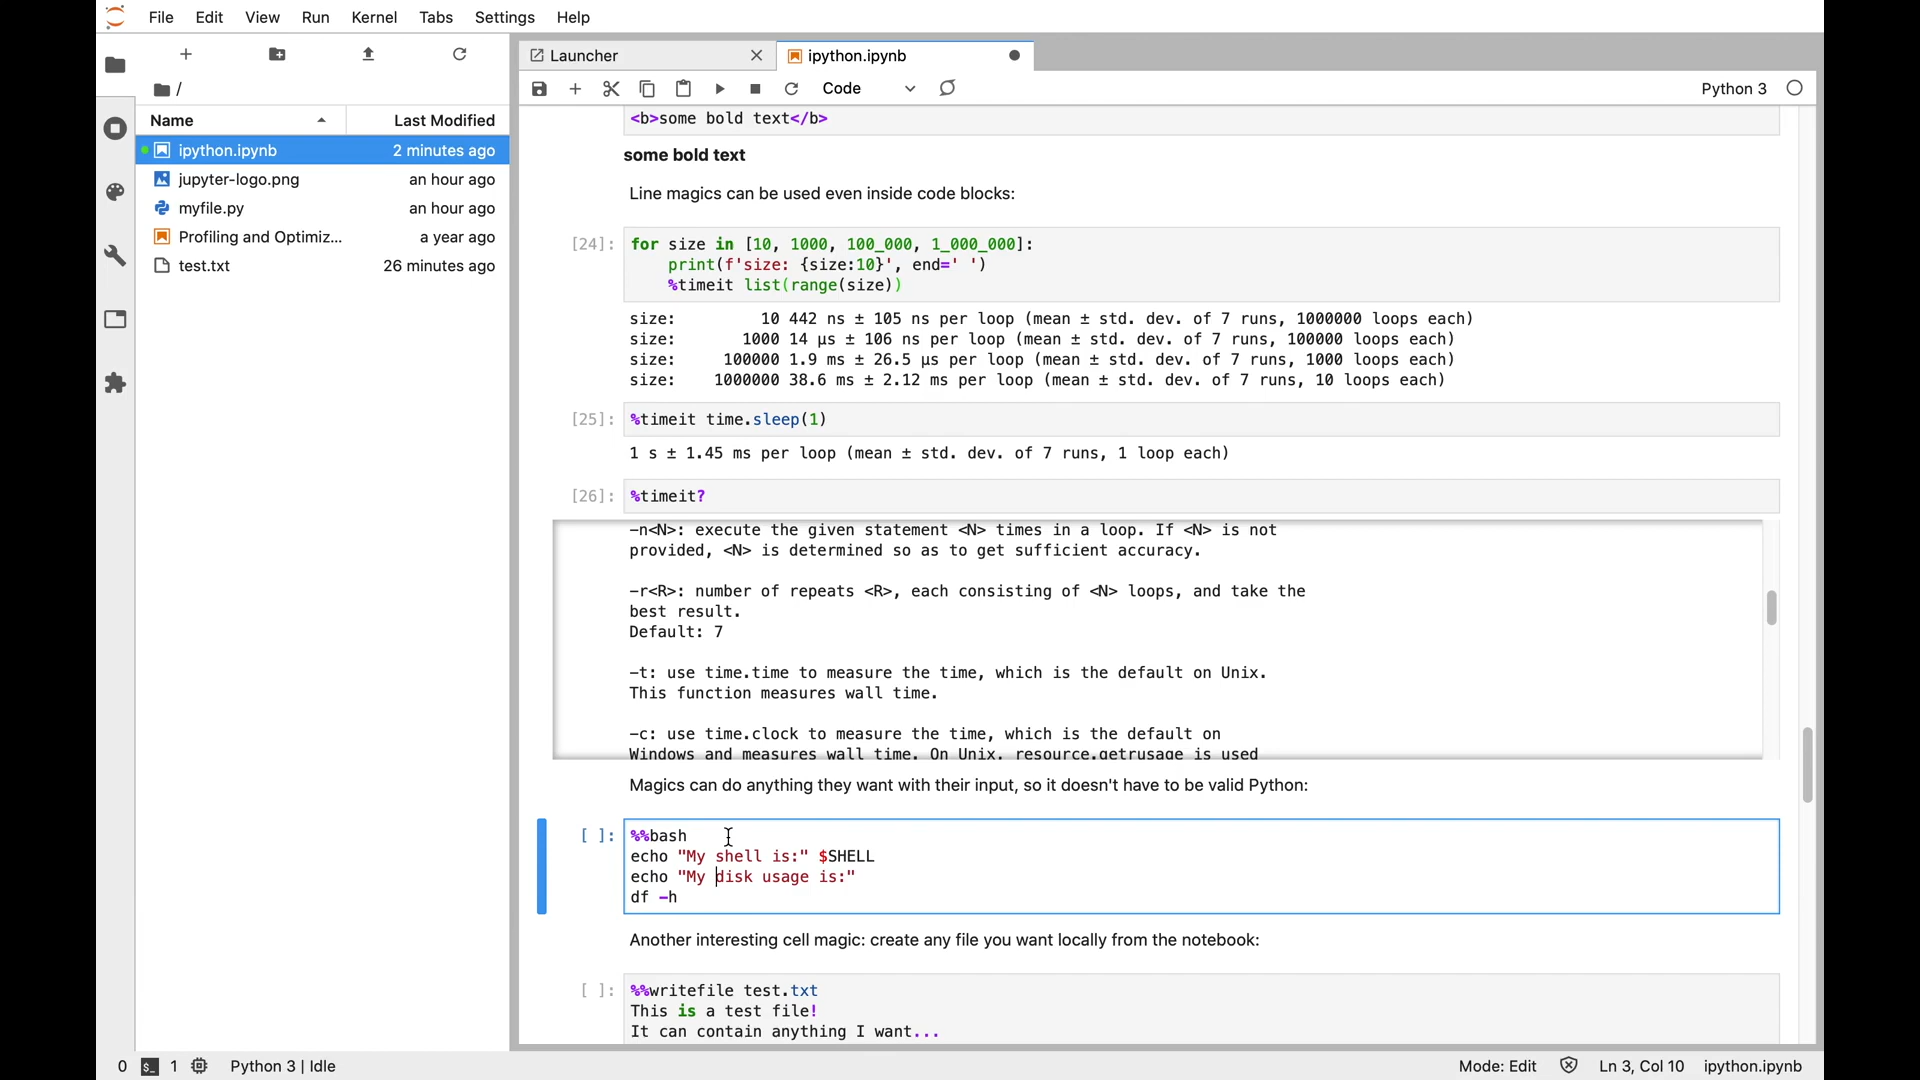 File Edit View Run Kernel Tabs Settings Help
/
Name Last Modified
ipython.ipynb 2 minutes ago
jupyter-logo.png an hour ago
myfile.py an hour ago
Profiling and Optimiz... a year ago
test.txt 26 minutes ago
Launcher ipython.ipynb
Code Python 3
<b>some bold text</b>
some bold text
Line magics can be used even inside code blocks:
[24]: for size in [10, 1000, 100_000, 1_000_000]:
print(f'size: {size:10}', end=' ')
%timeit list(range(size))
size: 10 442 ns ± 105 ns per loop (mean ± std. dev. of 7 runs, 1000000 loops each)
size: 1000 14 µs ± 106 ns per loop (mean ± std. dev. of 7 runs, 100000 loops each)
size: 100000 1.9 ms ± 26.5 µs per loop (mean ± std. dev. of 7 runs, 1000 loops each)
size: 1000000 38.6 ms ± 2.12 ms per loop (mean ± std. dev. of 7 runs, 10 loops each)
[25]: %timeit time.sleep(1)
1 s ± 1.45 ms per loop (mean ± std. dev. of 7 runs, 1 loop each)
[26]: %timeit?
-n<N>: execute the given statement <N> times in a loop. If <N> is not
provided, <N> is determined so as to get sufficient accuracy.
-r<R>: number of repeats <R>, each consisting of <N> loops, and take the
best result.
Default: 7
-t: use time.time to measure the time, which is the default on Unix.
This function measures wall time.
-c: use time.clock to measure the time, which is the default on
Windows and measures wall time. On Unix, resource.getrusage is used
Magics can do anything they want with their input, so it doesn't have to be valid Python:
[ ]: %%bash
echo "My shell is:" $SHELL
echo "My disk usage is:"
df -h
Another interesting cell magic: create any file you want locally from the notebook:
[ ]: %%writefile test.txt
This is a test file!
It can contain anything I want...
0 $_ 1 Python 3 | Idle Mode: Edit Ln 3, Col 10 ipython.ipynb